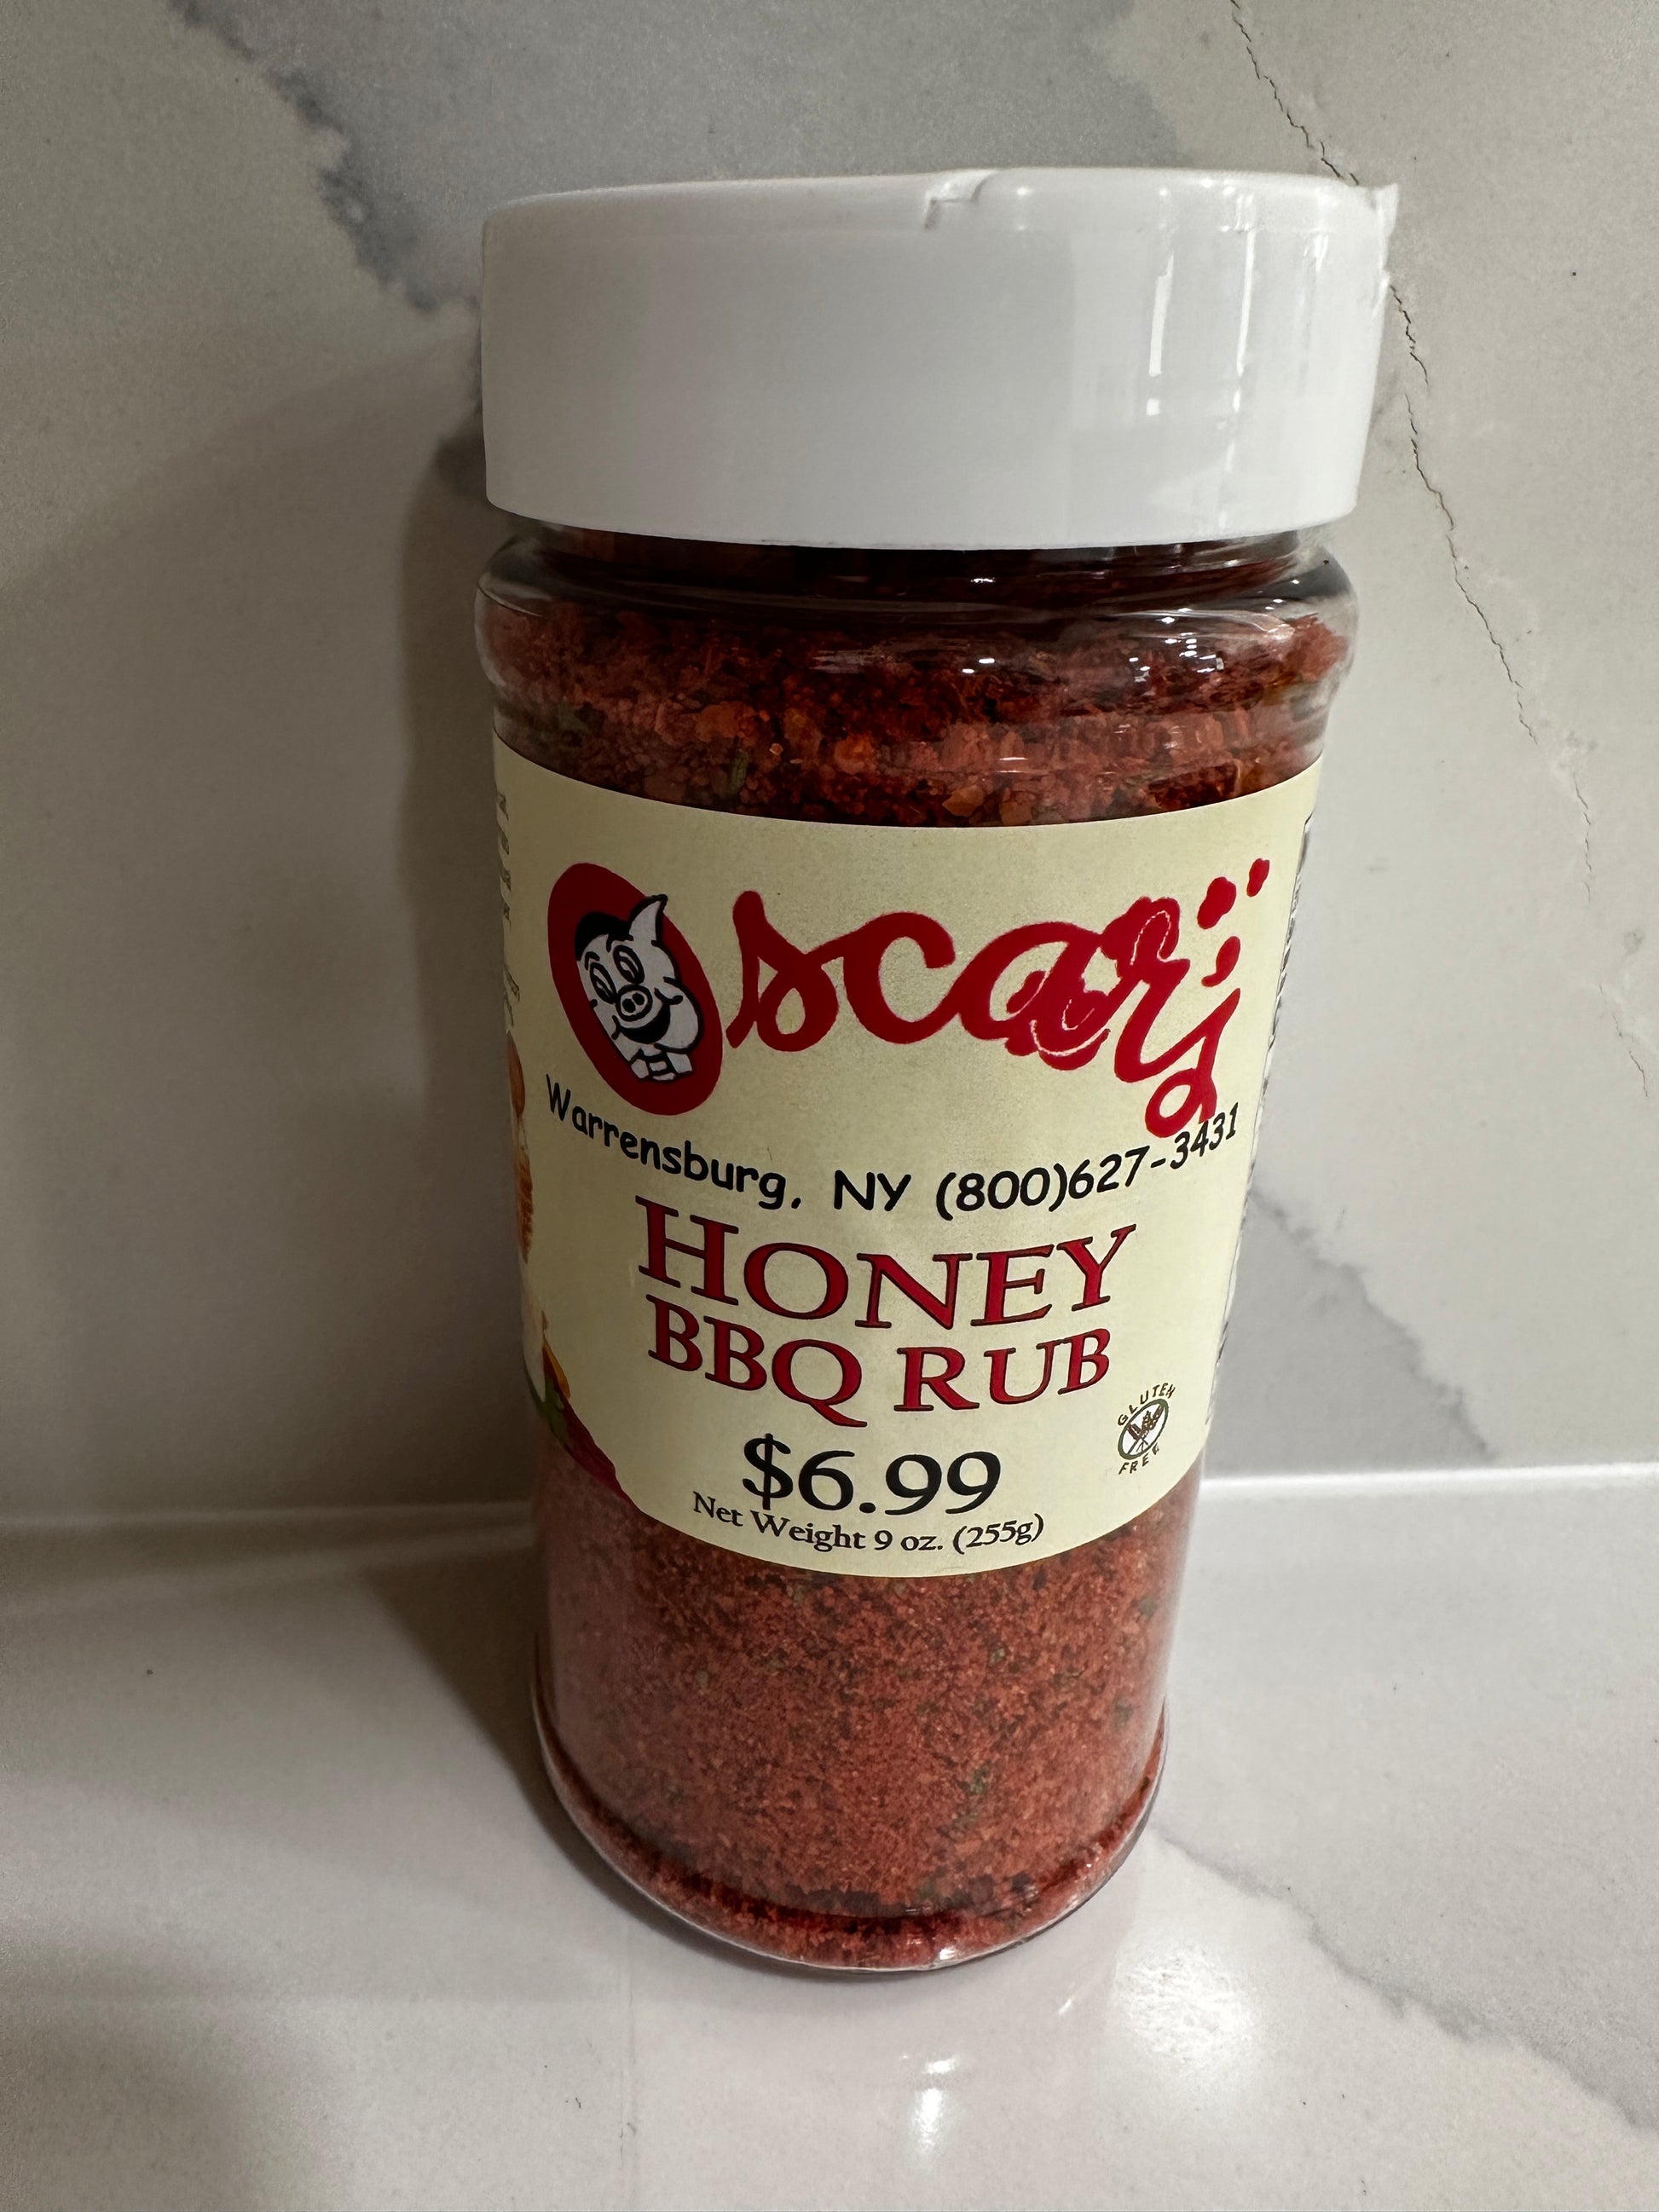 Oscar's
Warrensburg, NY (800)627-3431
HONEY
BBQ RUB
$6.99
Net Weight 9 oz. (255g)
GLUTEN
FREE